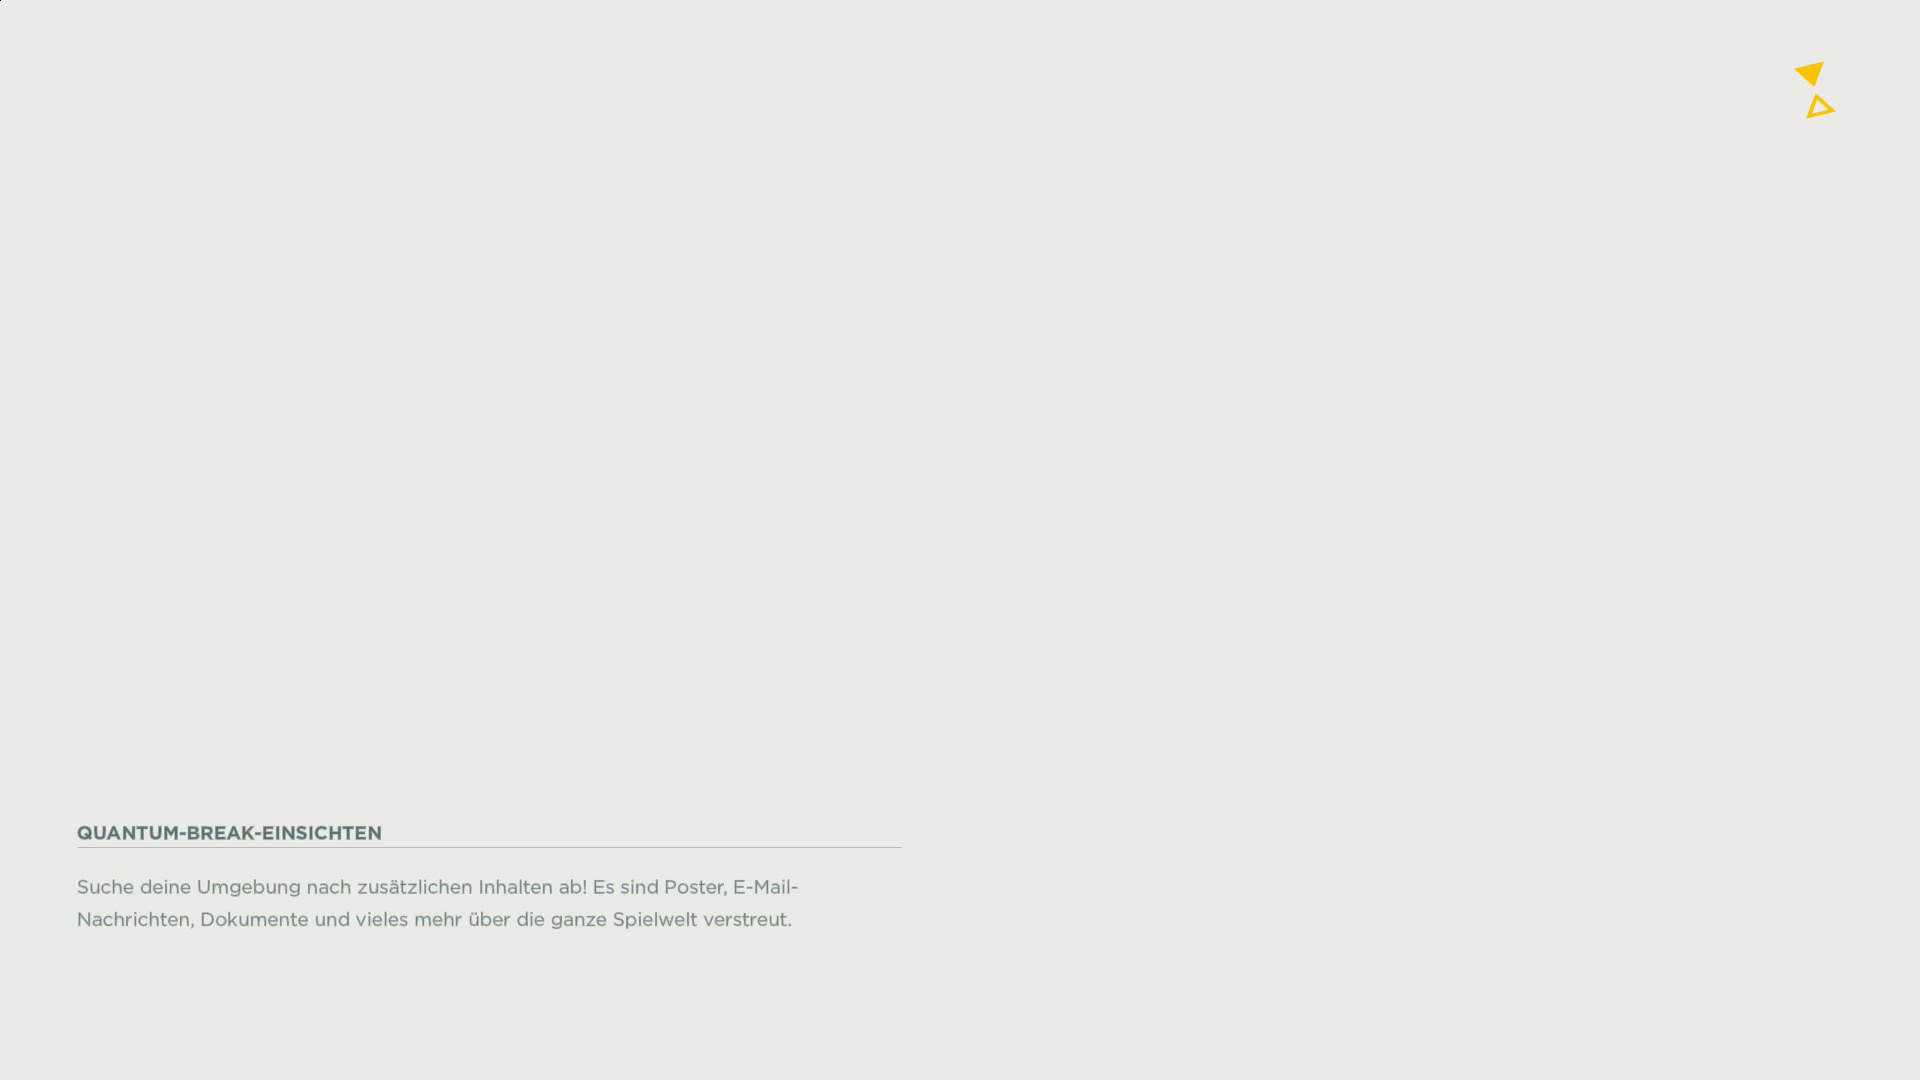 QUANTUM-BREAK-EINSICHTEN
Suche deine Umgebung nach zusätzlichen Inhalten ab! Es sind Poster, E-Mail-
Nachrichten, Dokumente und vieles mehr über die ganze Spielwelt verstreut.